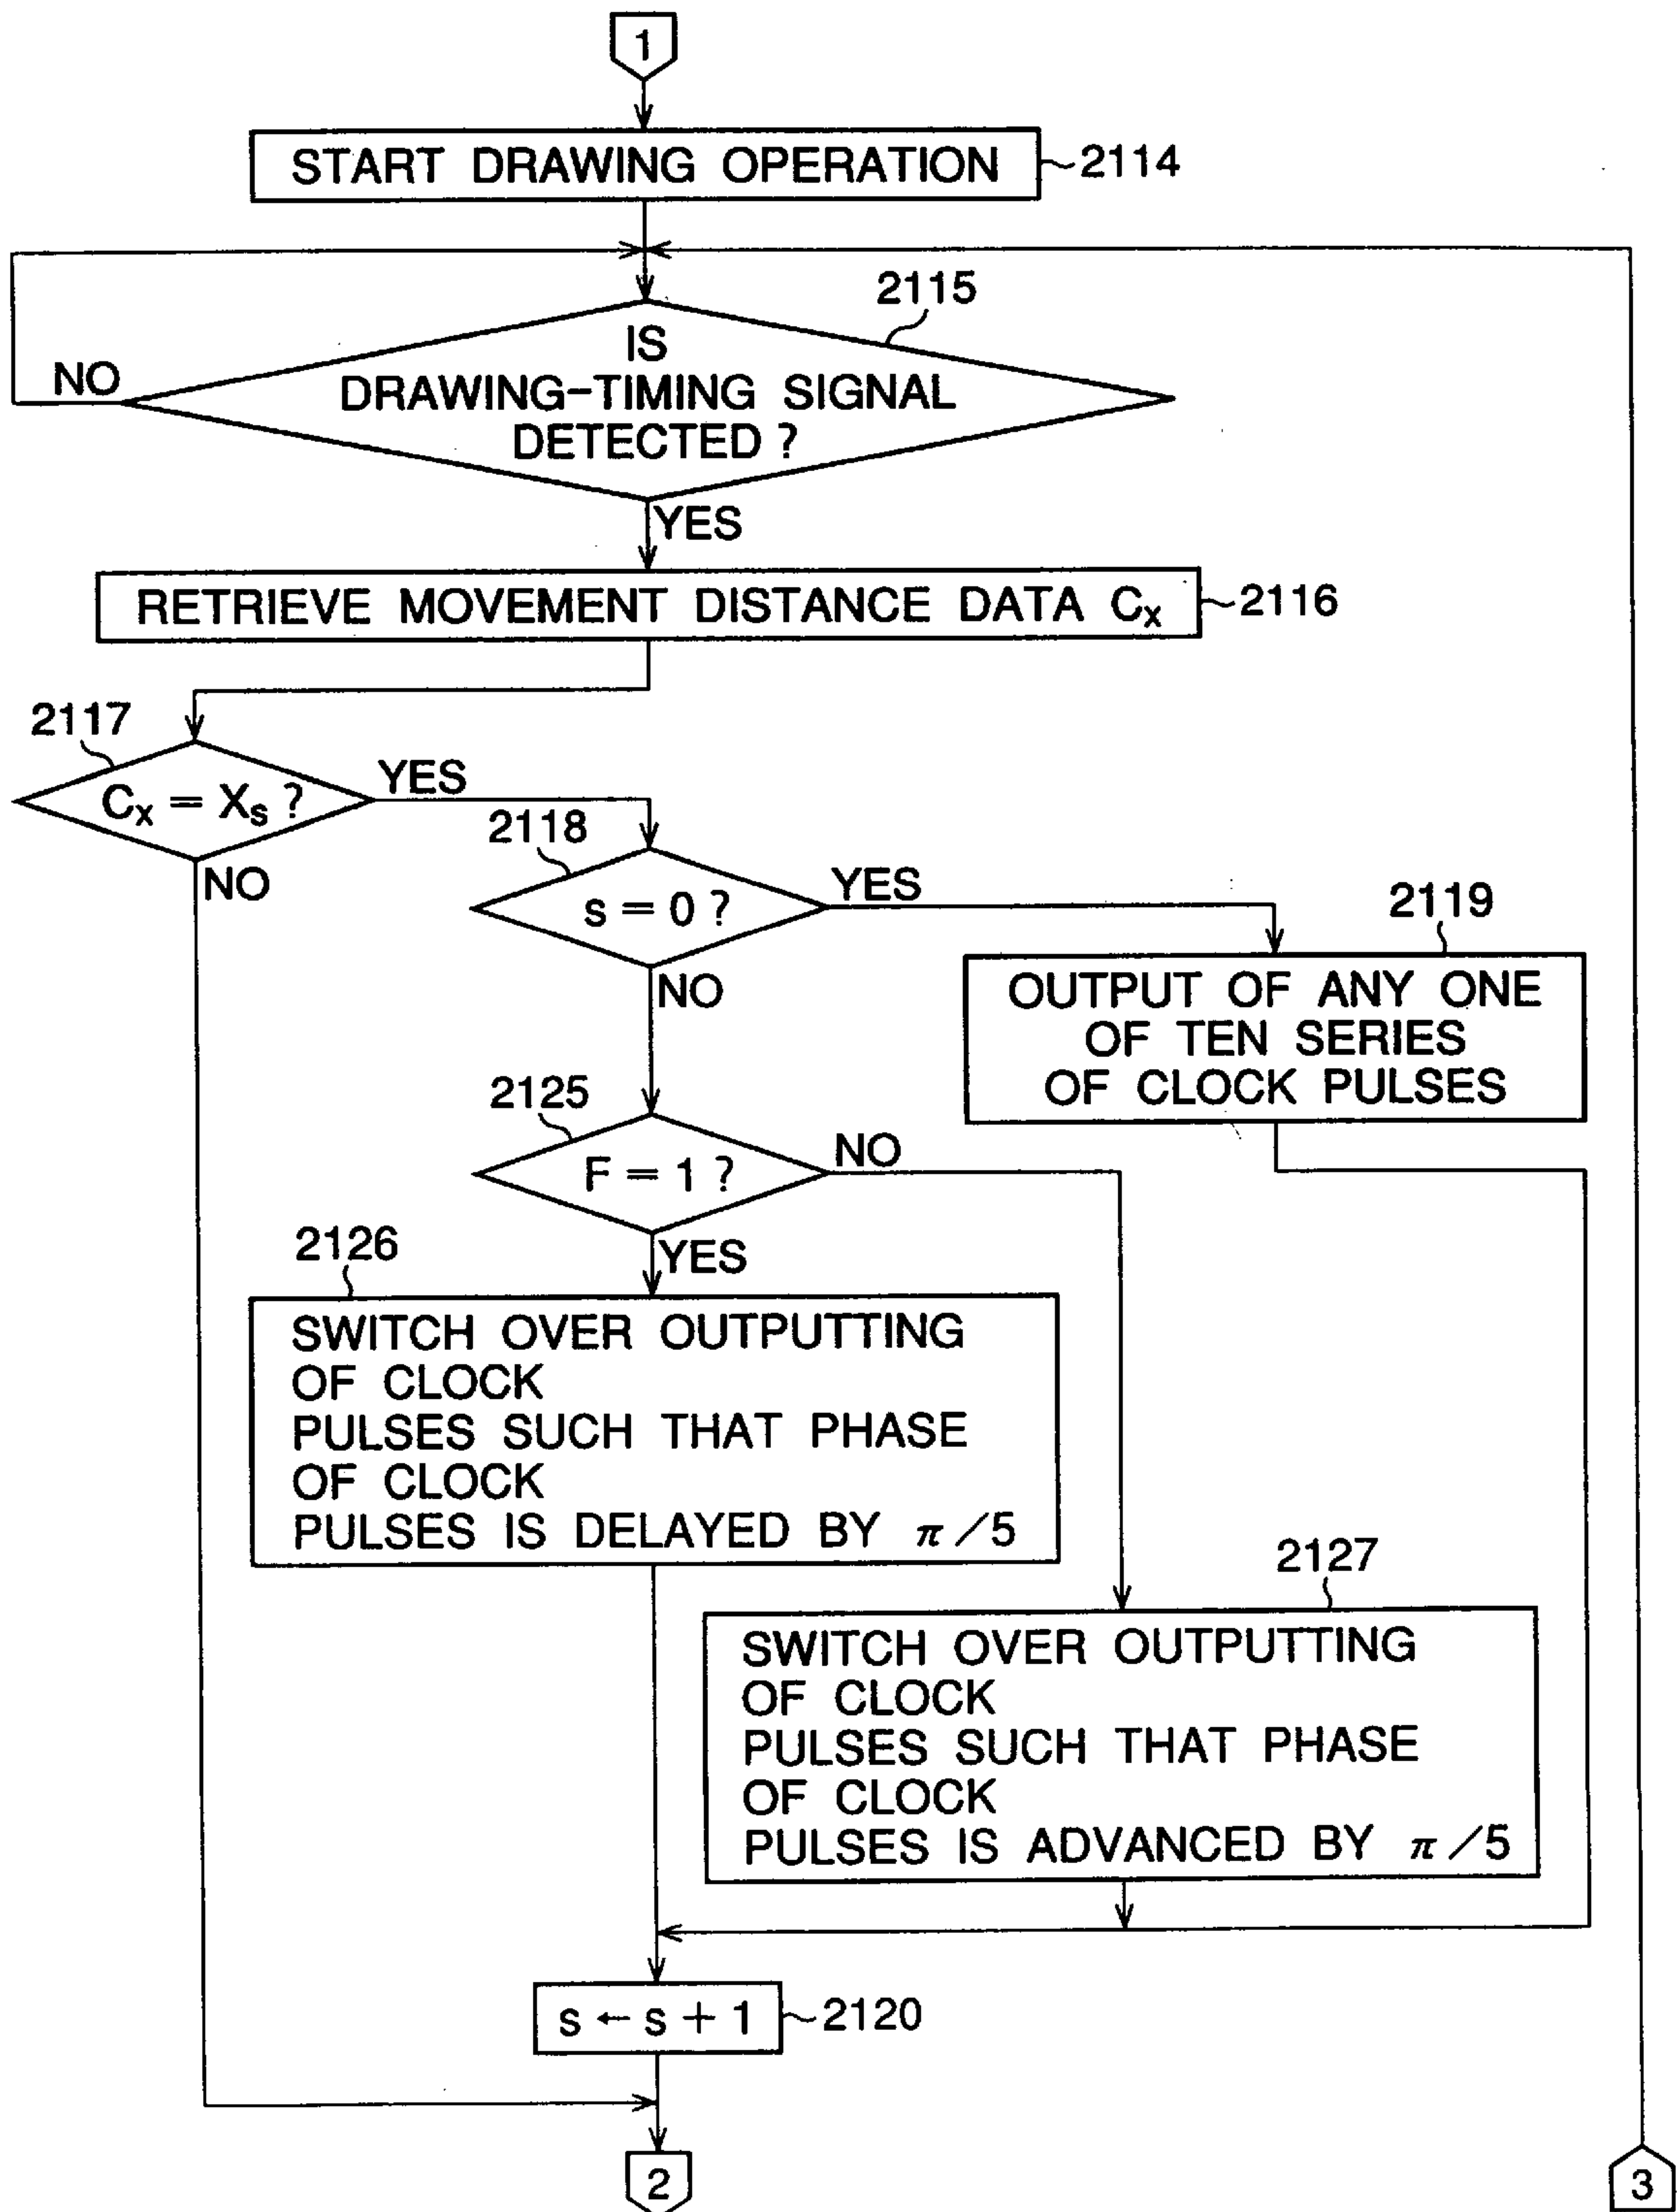 1
START DRAWING OPERATION
2114
2115
IS
DRAWING-TIMING SIGNAL
DETECTED ?
NO
YES
RETRIEVE MOVEMENT DISTANCE DATA Cx
2116
2117
Cx = Xs ?
YES
NO
2118
s = 0 ?
YES
NO
2119
OUTPUT OF ANY ONE
OF TEN SERIES
OF CLOCK PULSES
2125
F = 1 ?
NO
YES
2126
SWITCH OVER OUTPUTTING
OF CLOCK
PULSES SUCH THAT PHASE
OF CLOCK
PULSES IS DELAYED BY π/5
2127
SWITCH OVER OUTPUTTING
OF CLOCK
PULSES SUCH THAT PHASE
OF CLOCK
PULSES IS ADVANCED BY π/5
s ← s + 1
2120
2
3